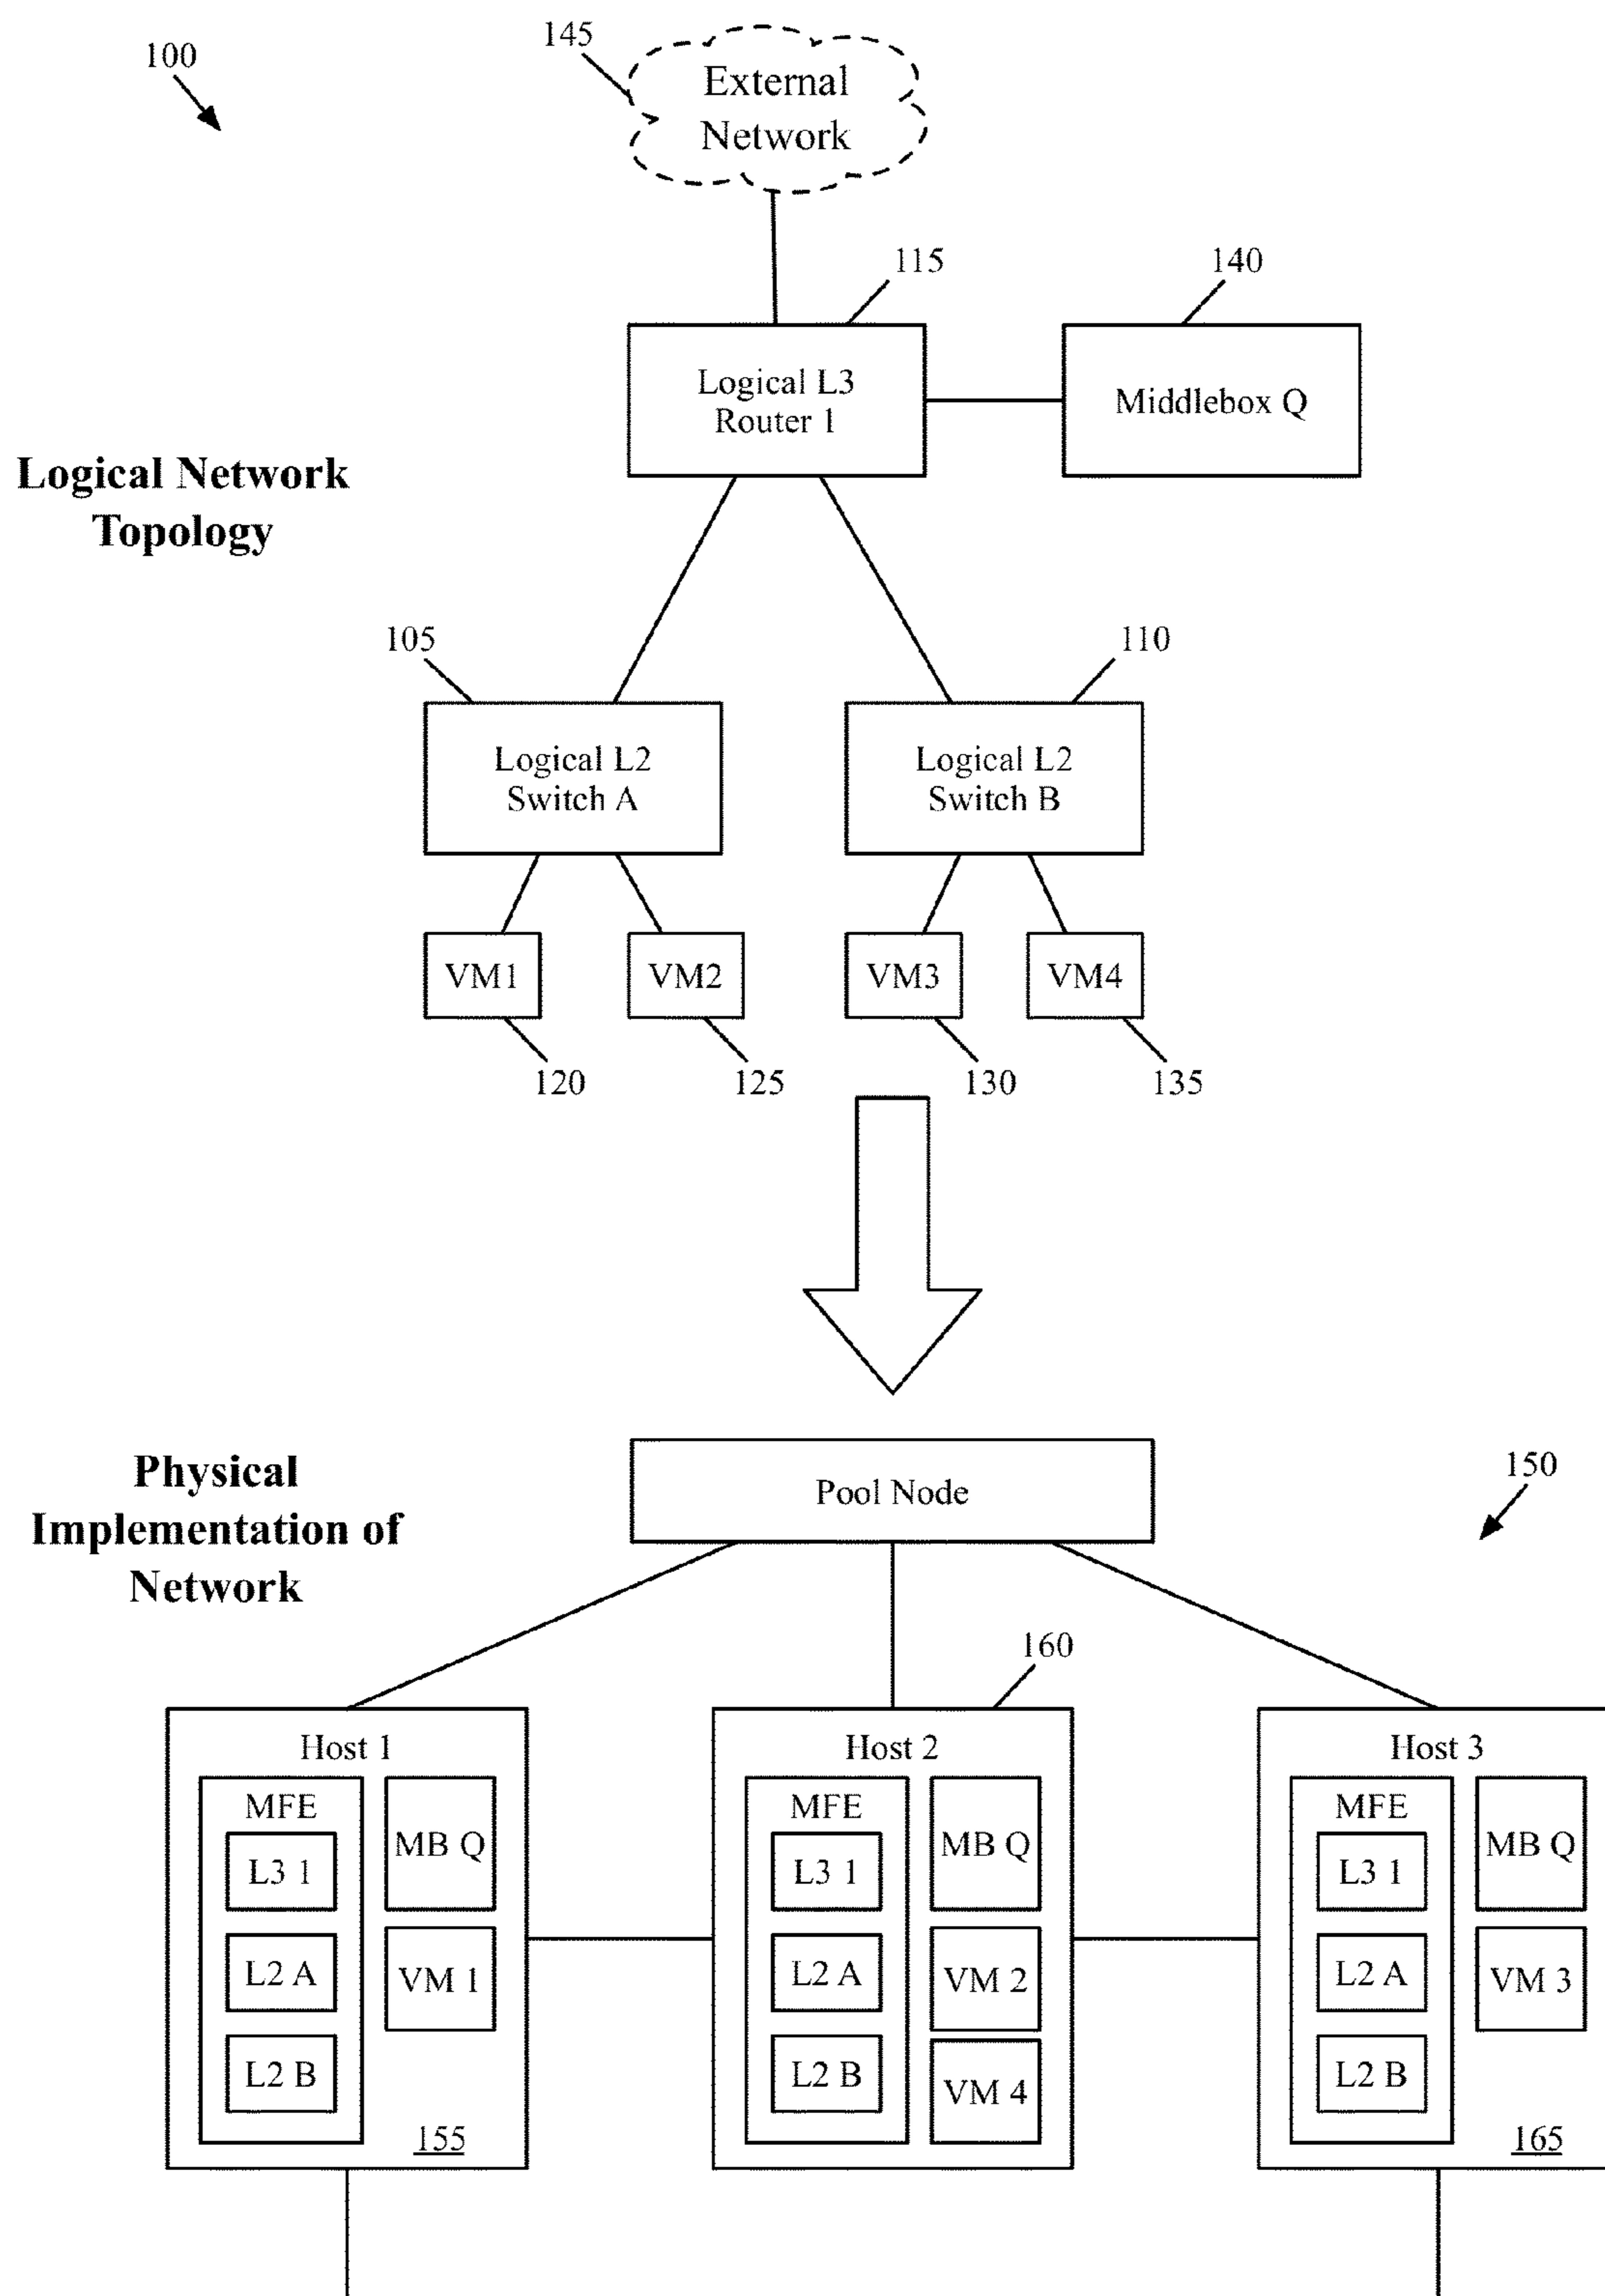 145
100
External
Network
115
140
Logical L3
Router 1
Middlebox Q
Logical Network
Topology
105
110
Logical L2
Switch A
Logical L2
Switch B
VM1
VM2
VM3
VM4
120
125
130
135
Physical
Implementation of
Network
Pool Node
150
160
Host 1
MFE
L3 1
L2 A
L2 B
MB Q
VM 1
155
Host 2
MFE
L3 1
L2 A
L2 B
MB Q
VM 2
VM 4
Host 3
MFE
L3 1
L2 A
L2 B
MB Q
VM 3
165